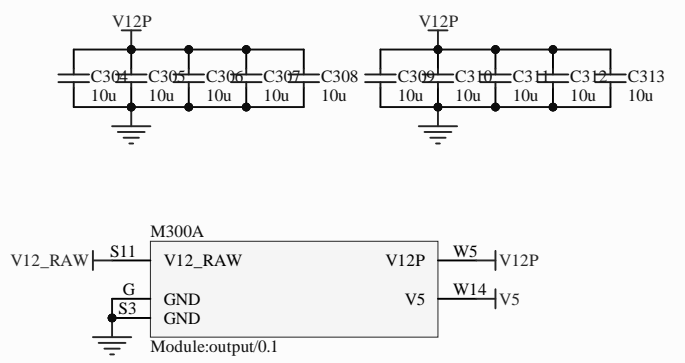 V12P V12P
C304 C305 C306 C307 C308 C309 C310 C311 C312 C313
10u 10u 10u 10u 10u 10u 10u 10u 10u 10u
M300A
V12_RAW S11 V12_RAW V12P W5 V12P
G GND V5 W14 V5
S3 GND
Module:output/0.1